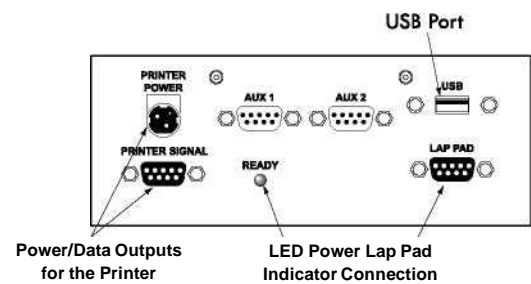 USB Port
PRINTER
POWER
AUX 1
AUX 2
USB
PRINTER SIGNAL
READY
LAP PAD
Power/Data Outputs
for the Printer
LED Power Lap Pad
Indicator Connection